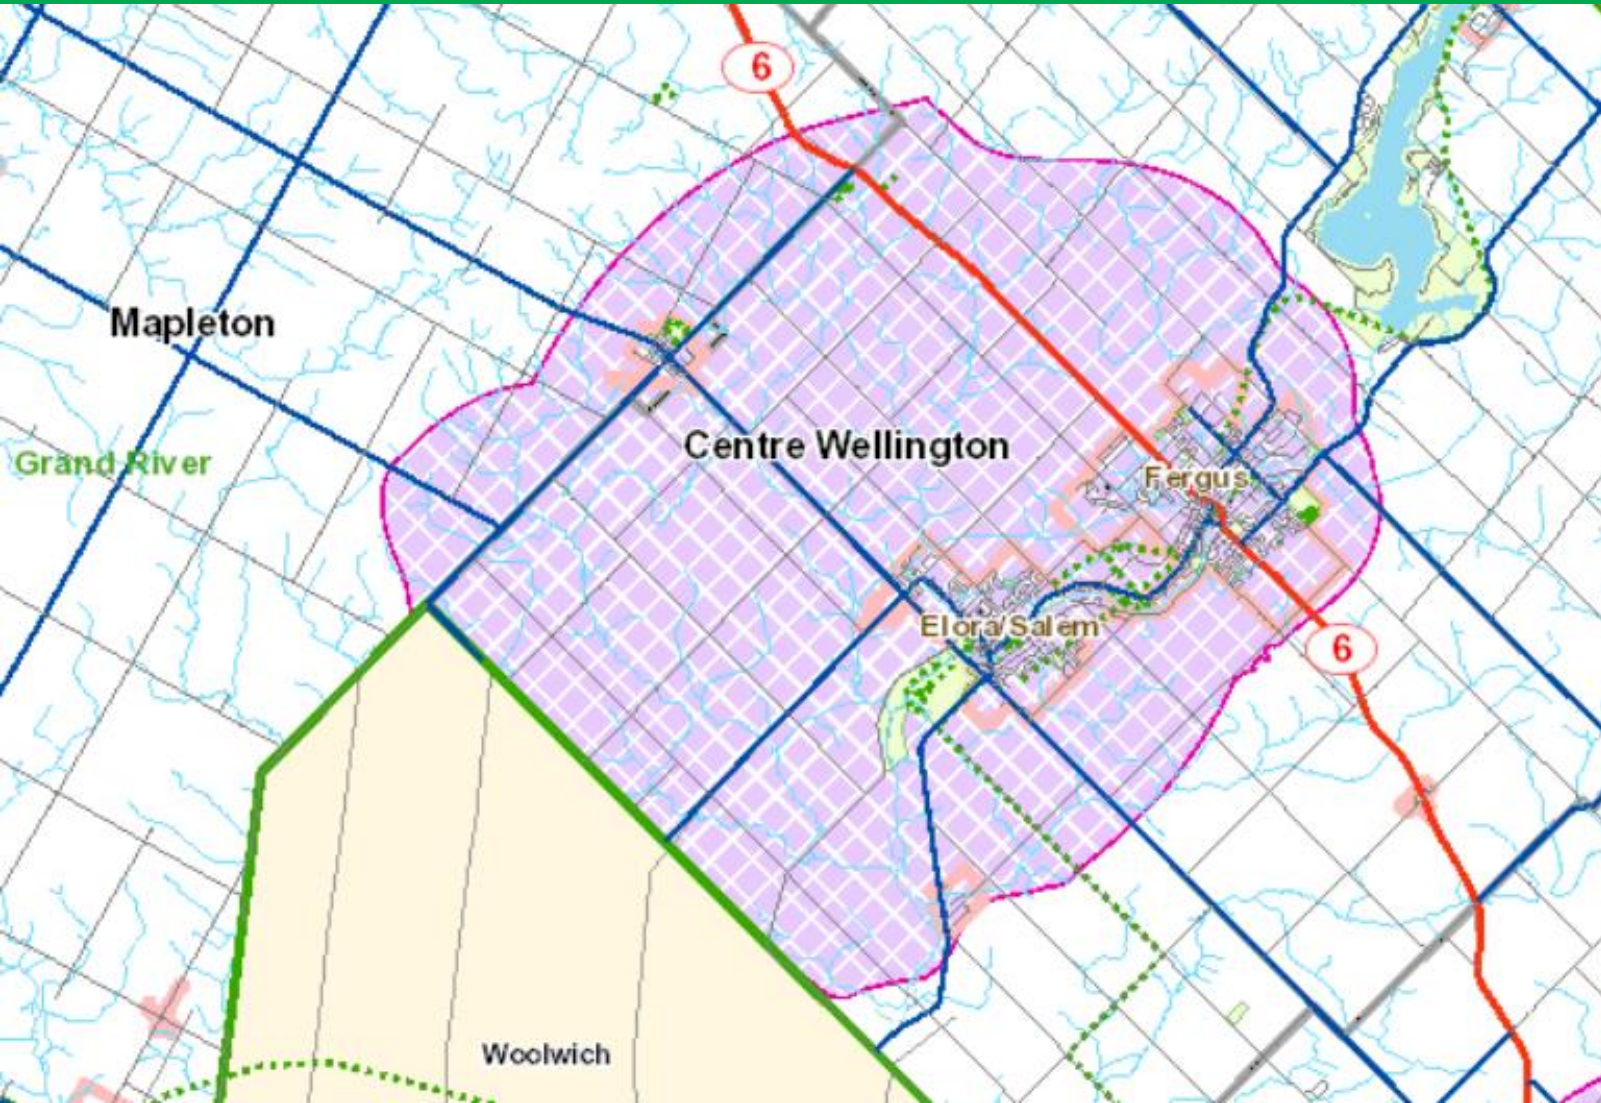 6
Mapleton
Centre Wellington
Grand River
Fergus
Elora/Salem
6
Woolwich